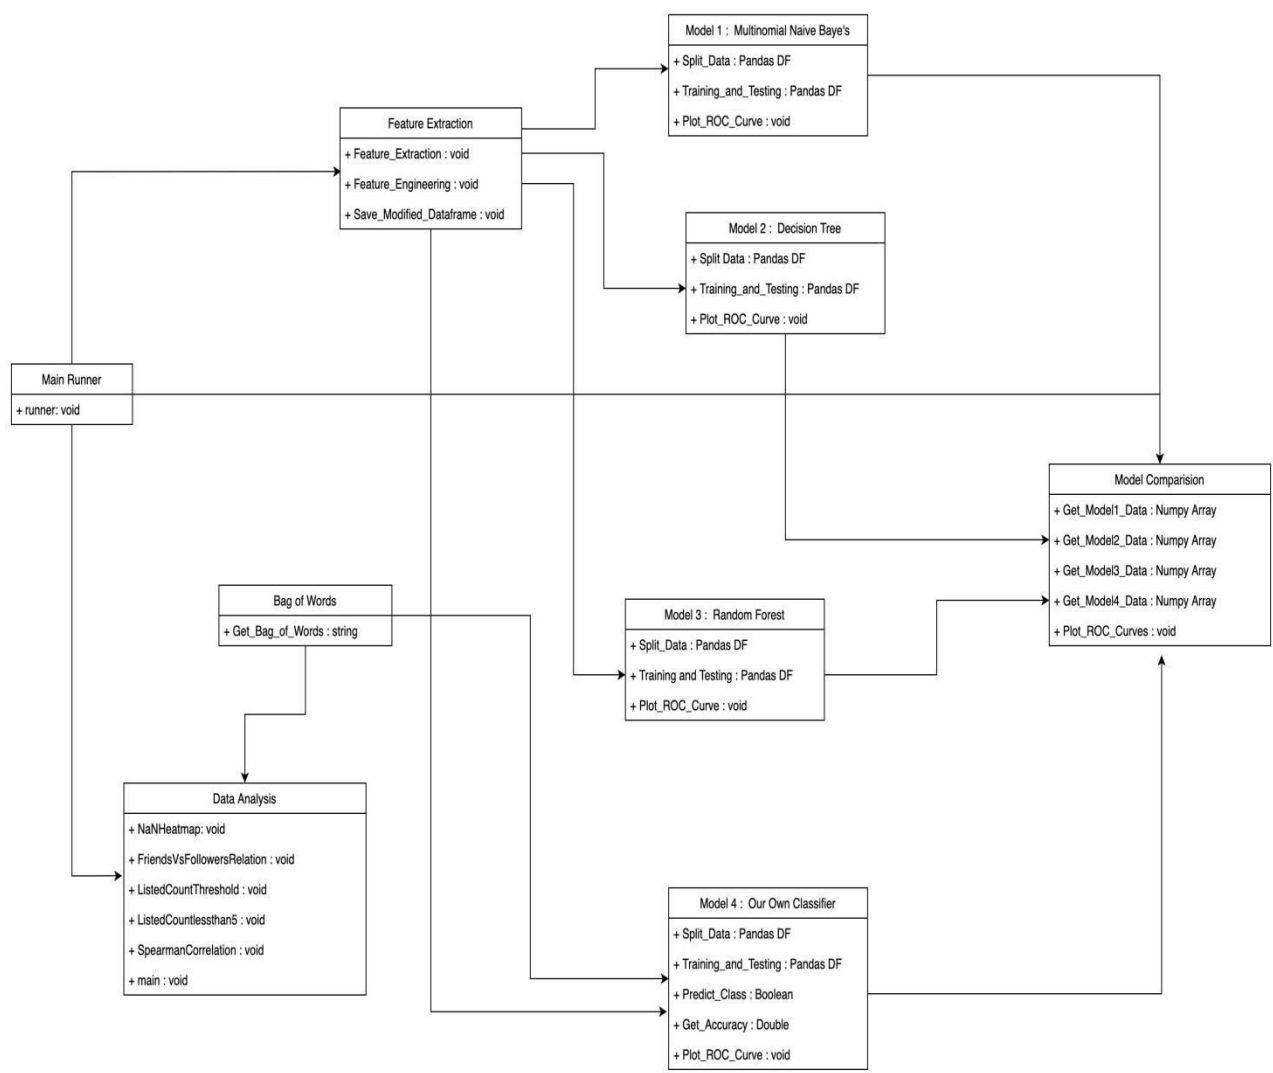 Model 1 : Multinomial Naive Baye's
+ Split_Data : Pandas DF
+ Training_and_Testing : Pandas DF
+ Plot_ROC_Curve : void
Feature Extraction
+ Feature_Extraction : void
+ Feature_Engineering : void
+ Save_Modified_Dataframe : void
Model 2 : Decision Tree
+ Split Data : Pandas DF
+ Training_and_Testing : Pandas DF
+ Plot_ROC_Curve : void
Main Runner
+ runner: void
Model Comparision
+ Get_Model1_Data : Numpy Array
+ Get_Model2_Data : Numpy Array
+ Get_Model3_Data : Numpy Array
+ Get_Model4_Data : Numpy Array
+ Plot_ROC_Curves : void
Bag of Words
+ Get_Bag_of_Words : string
Model 3 : Random Forest
+ Split_Data : Pandas DF
+ Training and Testing : Pandas DF
+ Plot_ROC_Curve : void
Data Analysis
+ NaNHeatmap: void
+ FriendsVsFollowersRelation : void
+ ListedCountThreshold : void
+ ListedCountlessthan5 : void
+ SpearmanCorrelation : void
+ main : void
Model 4 : Our Own Classifier
+ Split_Data : Pandas DF
+ Training_and_Testing : Pandas DF
+ Predict_Class : Boolean
+ Get_Accuracy : Double
+ Plot_ROC_Curve : void